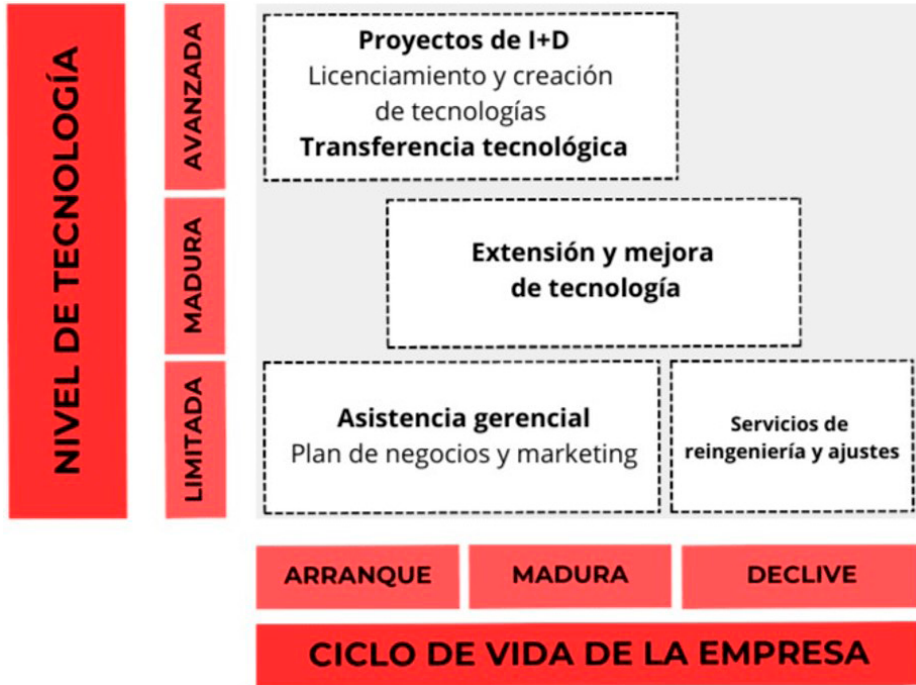 NIVEL DE TECNOLOGÍA
AVANZADA
Proyectos de I+D
Licenciamiento y creación
de tecnologías
Transferencia tecnológica
MADURA
Extensión y mejora
de tecnología
LIMITADA
Asistencia gerencial
Plan de negocios y marketing
Servicios de
reingeniería y ajustes
ARRANQUE
MADURA
DECLIVE
CICLO DE VIDA DE LA EMPRESA